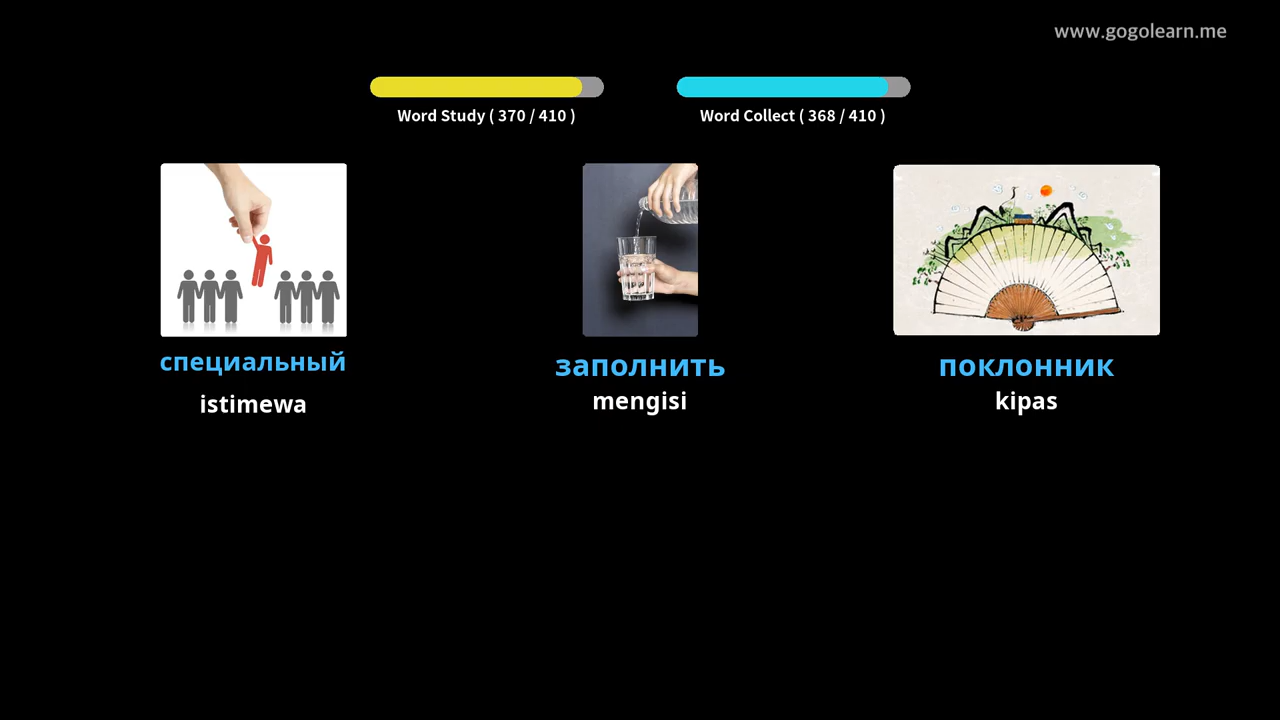 www.gogolearn.me
Word Study ( 370 / 410 )
Word Collect ( 368 / 410 )
специальный
заполнить
поклонник
istimewa
mengisi
kipas